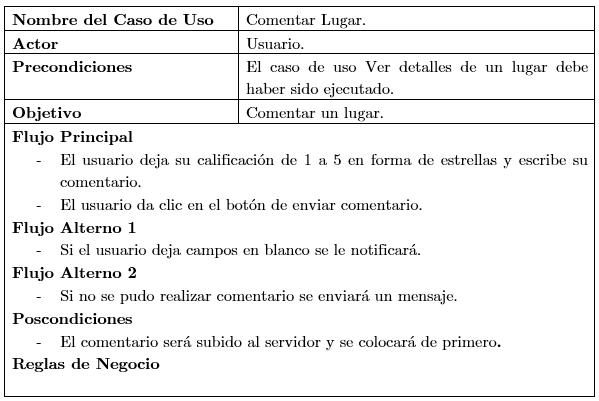 Nombre del Caso de Uso Comentar Lugar.
Actor Usuario.
Precondiciones El caso de uso Ver detalles de un lugar debe
haber sido ejecutado.
Objetivo Comentar un lugar.
Flujo Principal
- El usuario deja su calificación de 1 a 5 en forma de estrellas y escribe su
comentario.
- El usuario da clic en el botón de enviar comentario.
Flujo Alterno 1
- Si el usuario deja campos en blanco se le notificará.
Flujo Alterno 2
- Si no se pudo realizar comentario se enviará un mensaje.
Poscondiciones
- El comentario será subido al servidor y se colocará de primero.
Reglas de Negocio